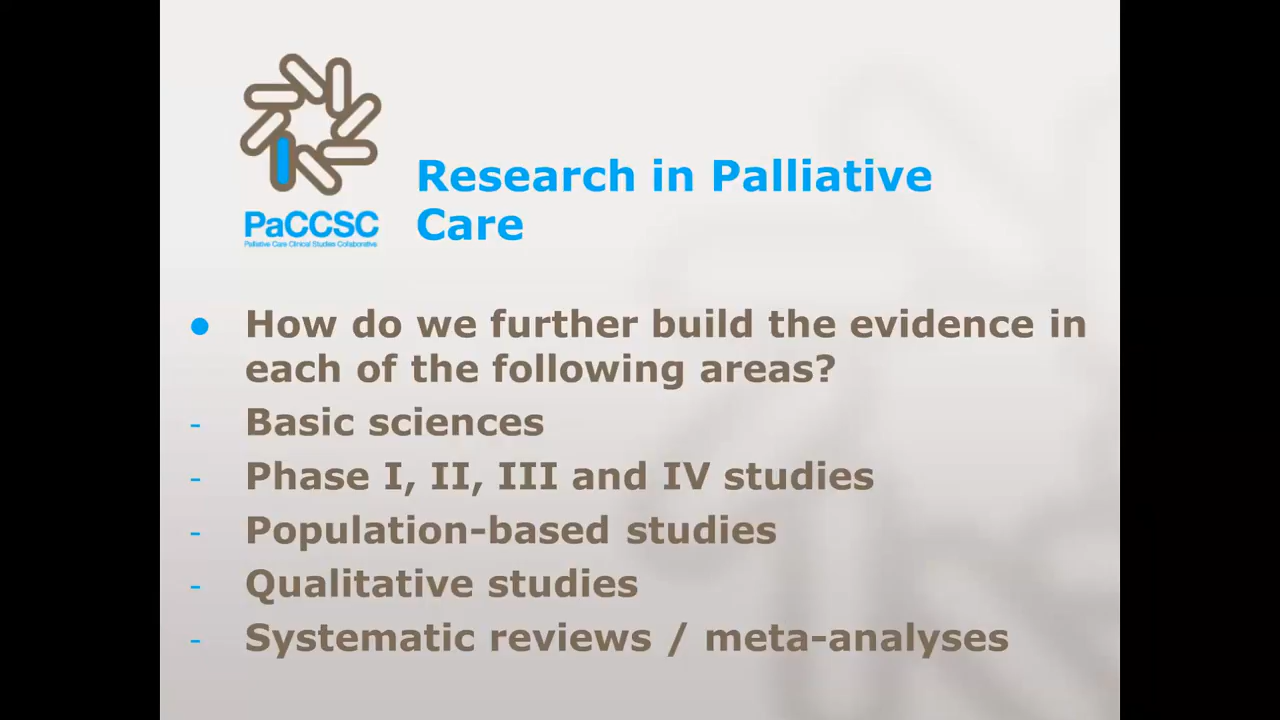 PaCCSC
Palliative Care Clinical Studies Collaborative
Research in Palliative
Care
● How do we further build the evidence in
each of the following areas?
- Basic sciences
- Phase I, II, III and IV studies
- Population-based studies
- Qualitative studies
- Systematic reviews / meta-analyses